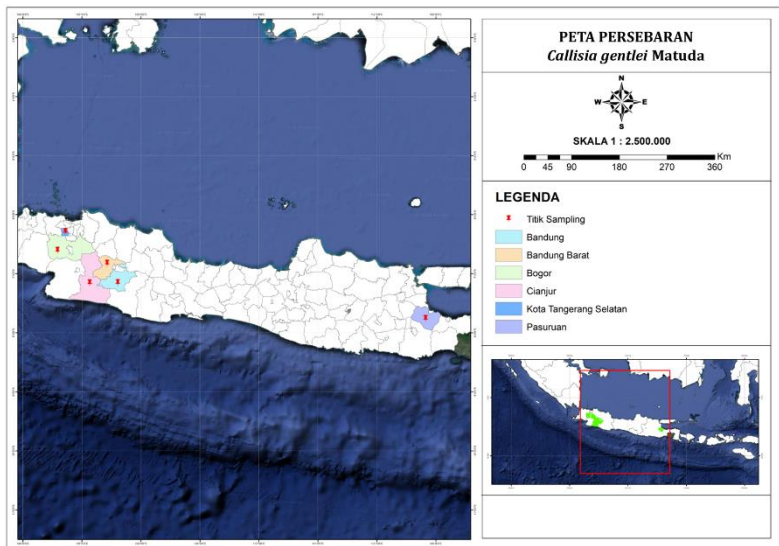 PETA PERSEBARAN
Callisia gentlei Matuda
N
W E
S
SKALA 1 : 2.500.000
Km
0 45 90 180 270 360
LEGENDA
Titik Sampling
Bandung
Bandung Barat
Bogor
Cianjur
Kota Tangerang Selatan
Pasuruan